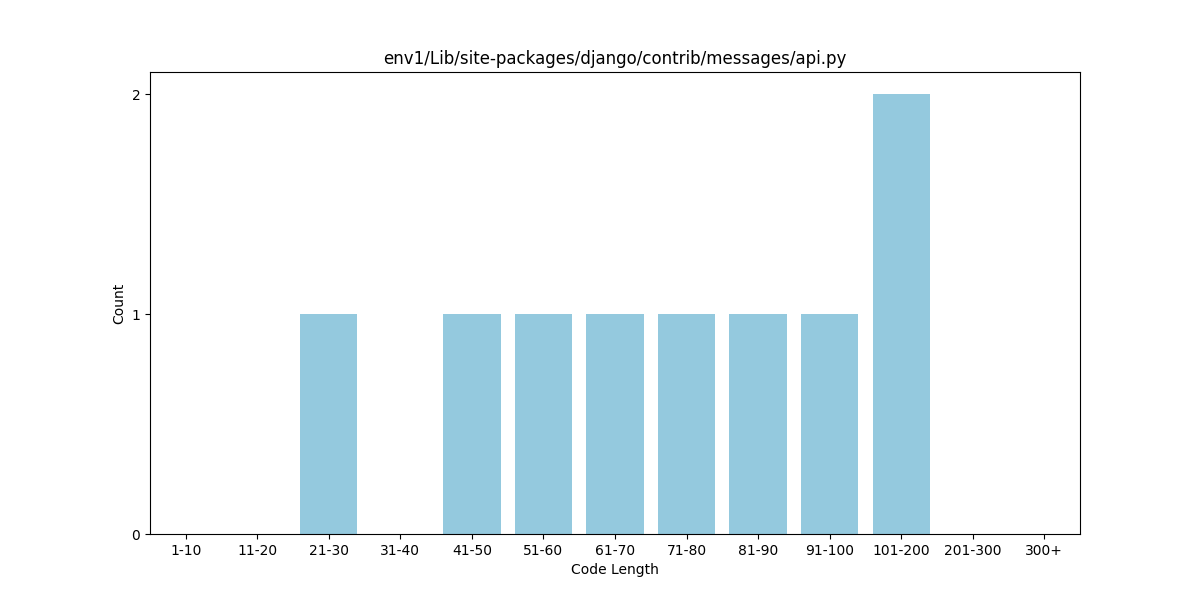 env1/Lib/site-packages/django/contrib/messages/api.py
2
1
0
Count
1-10 11-20 21-30 31-40 41-50 51-60 61-70 71-80 81-90 91-100 101-200 201-300 300+
Code Length